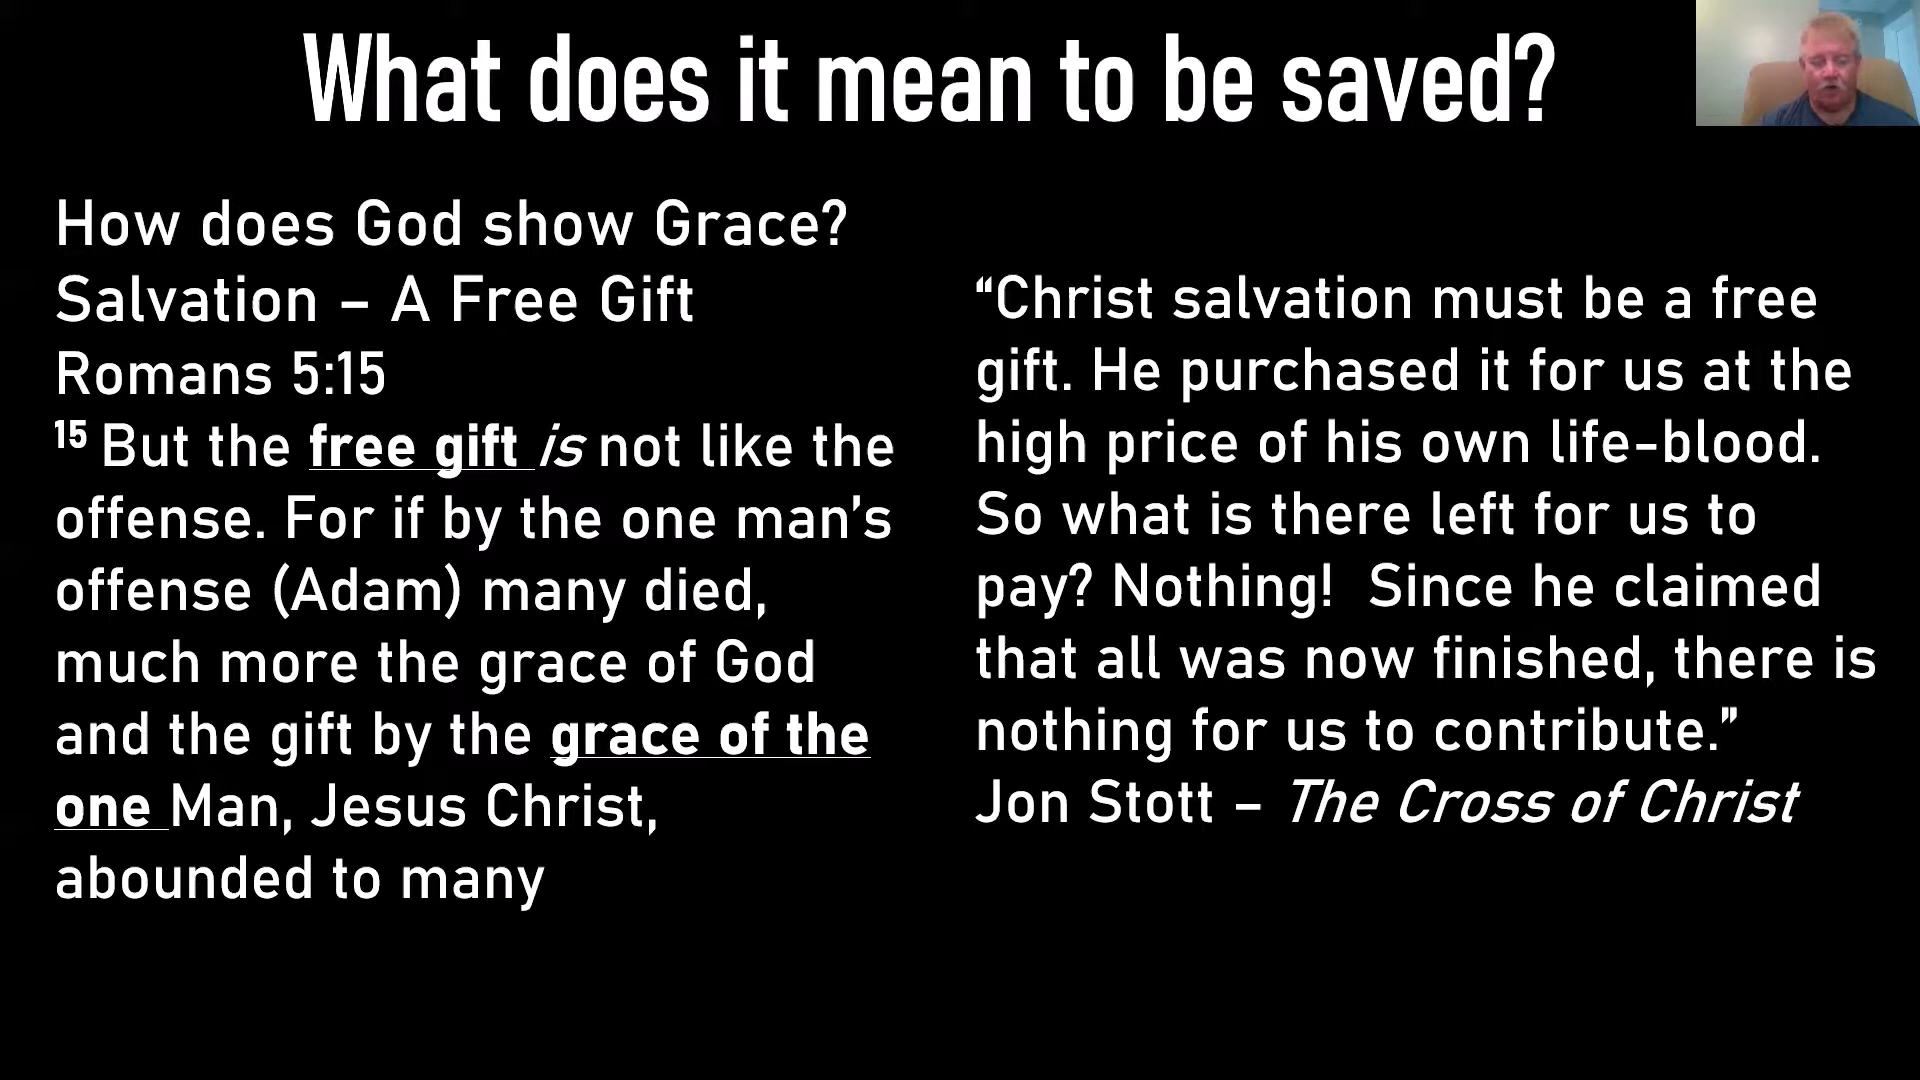 What does it mean to be saved?
How does God show Grace?
Salvation – A Free Gift
Romans 5:15
15 But the free gift is not like the
offense. For if by the one man’s
offense (Adam) many died,
much more the grace of God
and the gift by the grace of the
one Man, Jesus Christ,
abounded to many
“Christ salvation must be a free
gift. He purchased it for us at the
high price of his own life-blood.
So what is there left for us to
pay? Nothing!  Since he claimed
that all was now finished, there is
nothing for us to contribute.”
Jon Stott – The Cross of Christ